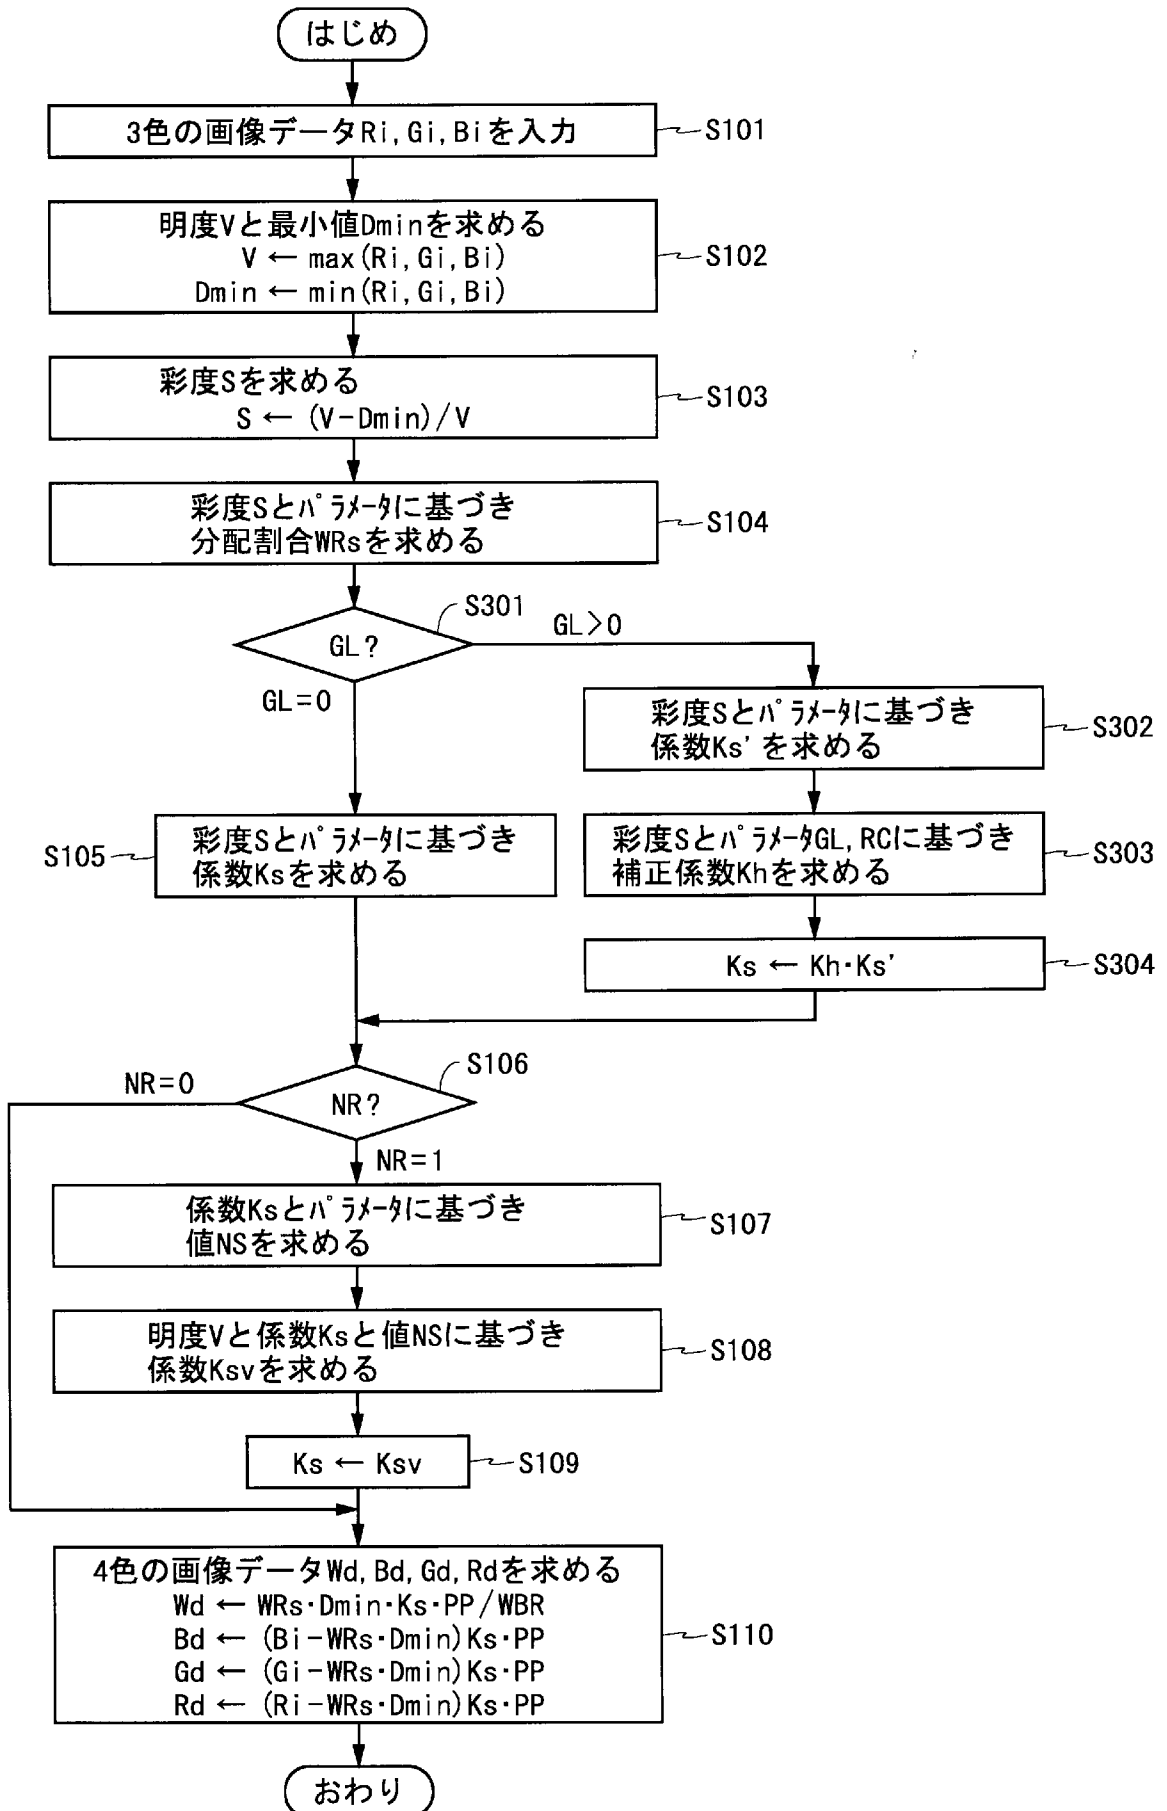 はじめ
3色の画像データRi,Gi,Biを入力
S101
明度Vと最小値Dminを求める
V ← max(Ri,Gi,Bi)
Dmin ← min(Ri,Gi,Bi)
S102
彩度Sを求める
S ← (V-Dmin)/V
S103
彩度Sとﾊﾟﾗﾒｰﾀに基づき
分配割合WRsを求める
S104
S301
GL?
GL>0
GL=0
彩度Sとﾊﾟﾗﾒｰﾀに基づき
係数Ks'を求める
S302
S105
彩度Sとﾊﾟﾗﾒｰﾀに基づき
係数Ksを求める
彩度SとﾊﾟﾗﾒｰﾀGL,RCに基づき
補正係数Khを求める
S303
Ks ← Kh·Ks'
S304
S106
NR=0
NR?
NR=1
係数Ksとﾊﾟﾗﾒｰﾀに基づき
値NSを求める
S107
明度Vと係数Ksと値NSに基づき
係数Ksvを求める
S108
Ks ← Ksv
S109
4色の画像データWd,Bd,Gd,Rdを求める
Wd ← WRs·Dmin·Ks·PP/WBR
Bd ← (Bi-WRs·Dmin)Ks·PP
Gd ← (Gi-WRs·Dmin)Ks·PP
Rd ← (Ri-WRs·Dmin)Ks·PP
S110
おわり